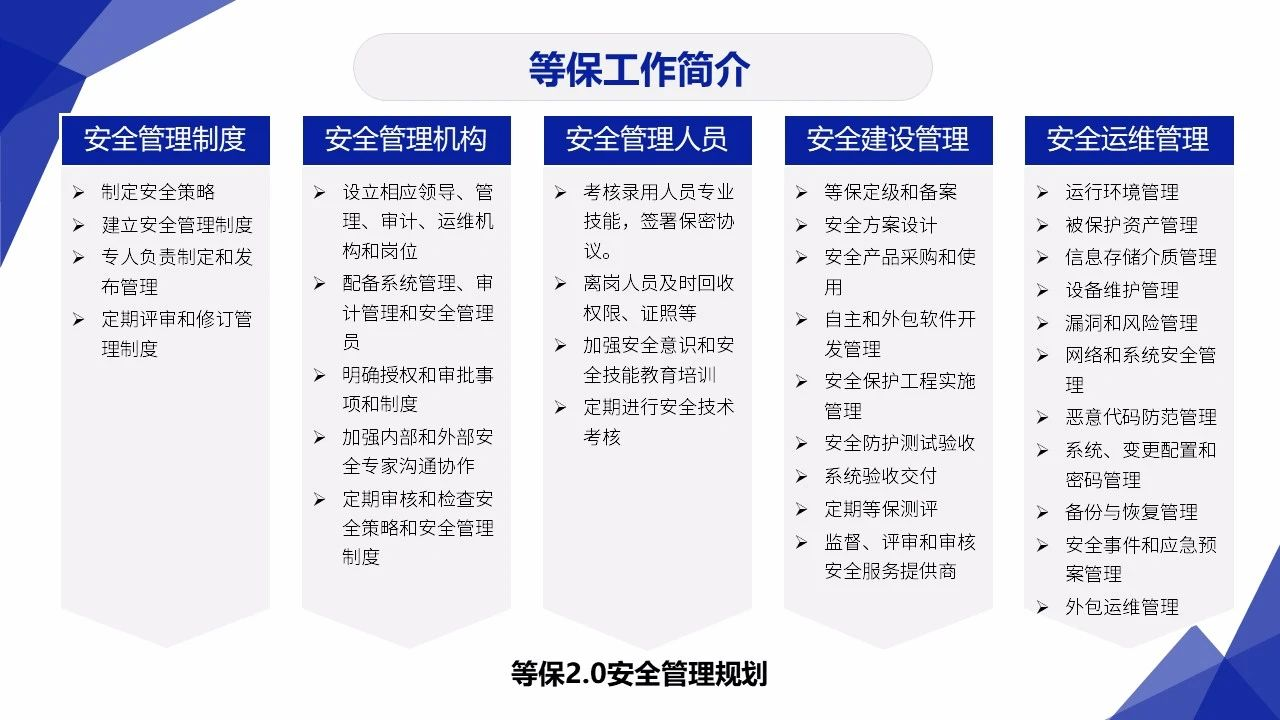 等保工作简介
安全管理制度
制定安全策略
建立安全管理制度
专人负责制定和发
布管理
定期评审和修订管
理制度
安全管理机构
设立相应领导、管
理、审计、运维机
构和岗位
配备系统管理、审
计管理和安全管理
员
明确授权和审批事
项和制度
加强内部和外部安
全专家沟通协作
定期审核和检查安
全策略和安全管理
制度
安全管理人员
考核录用人员专业
技能，签署保密协
议。
离岗人员及时回收
权限、证照等
加强安全意识和安
全技能教育培训
定期进行安全技术
考核
安全建设管理
等保定级和备案
安全方案设计
安全产品采购和使
用
自主和外包软件开
发管理
安全保护工程实施
管理
安全防护测试验收
系统验收交付
定期等保测评
监督、评审和审核
安全服务提供商
安全运维管理
运行环境管理
被保护资产管理
信息存储介质管理
设备维护管理
漏洞和风险管理
网络和系统安全管
理
恶意代码防范管理
系统、变更配置和
密码管理
备份与恢复管理
安全事件和应急预
案管理
外包运维管理
等保2.0安全管理规划